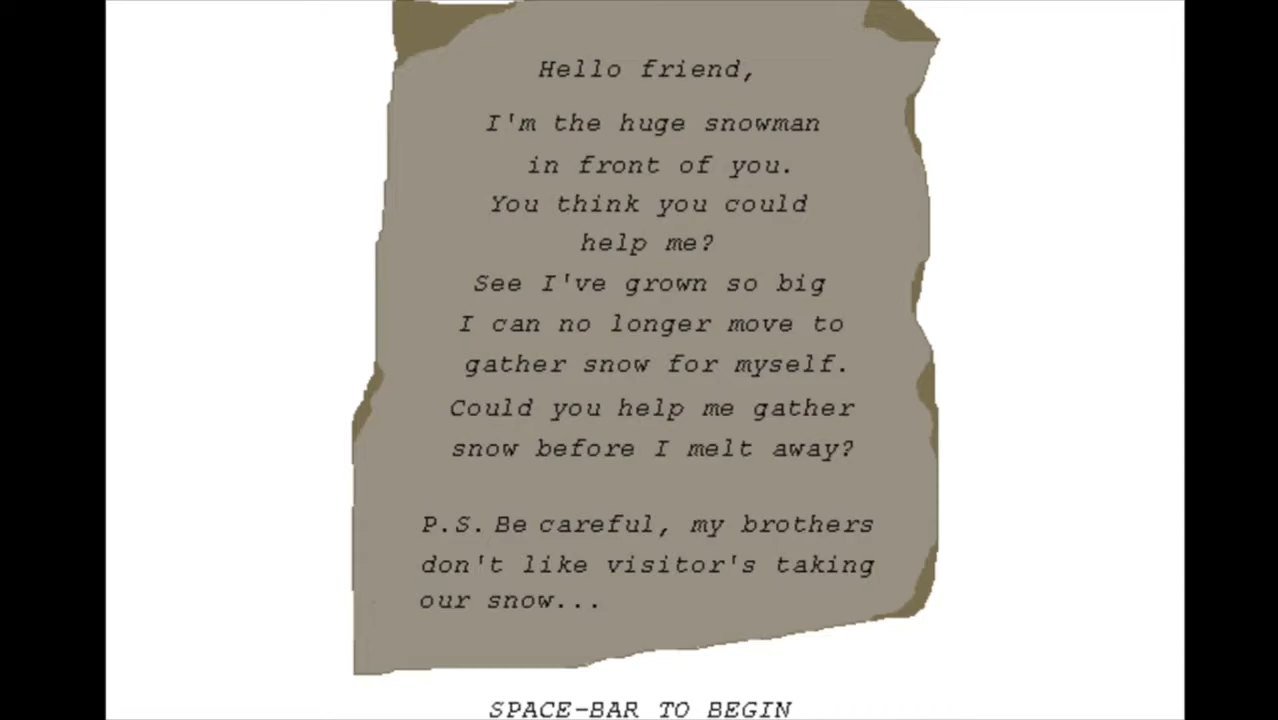 Hello friend,
I'm the huge snowman
in front of you.
You think you could
help me?
See I've grown so big
I can no longer move to
gather snow for myself.
Could you help me gather
snow before I melt away?
P.S. Be careful, my brothers
don't like visitor's taking
our snow...
SPACE-BAR TO BEGIN